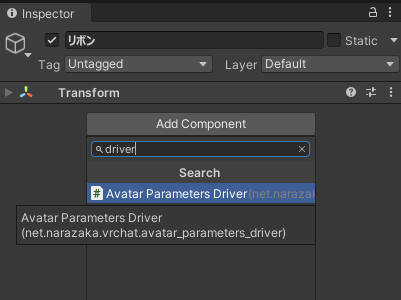 Inspector
リボン
Static
Tag Untagged Layer Default
Transform
Add Component
driver
Search
# Avatar Parameters Driver (net.naraza
Avatar Parameters Driver
(net.narazaka.vrchat.avatar_parameters_driver)